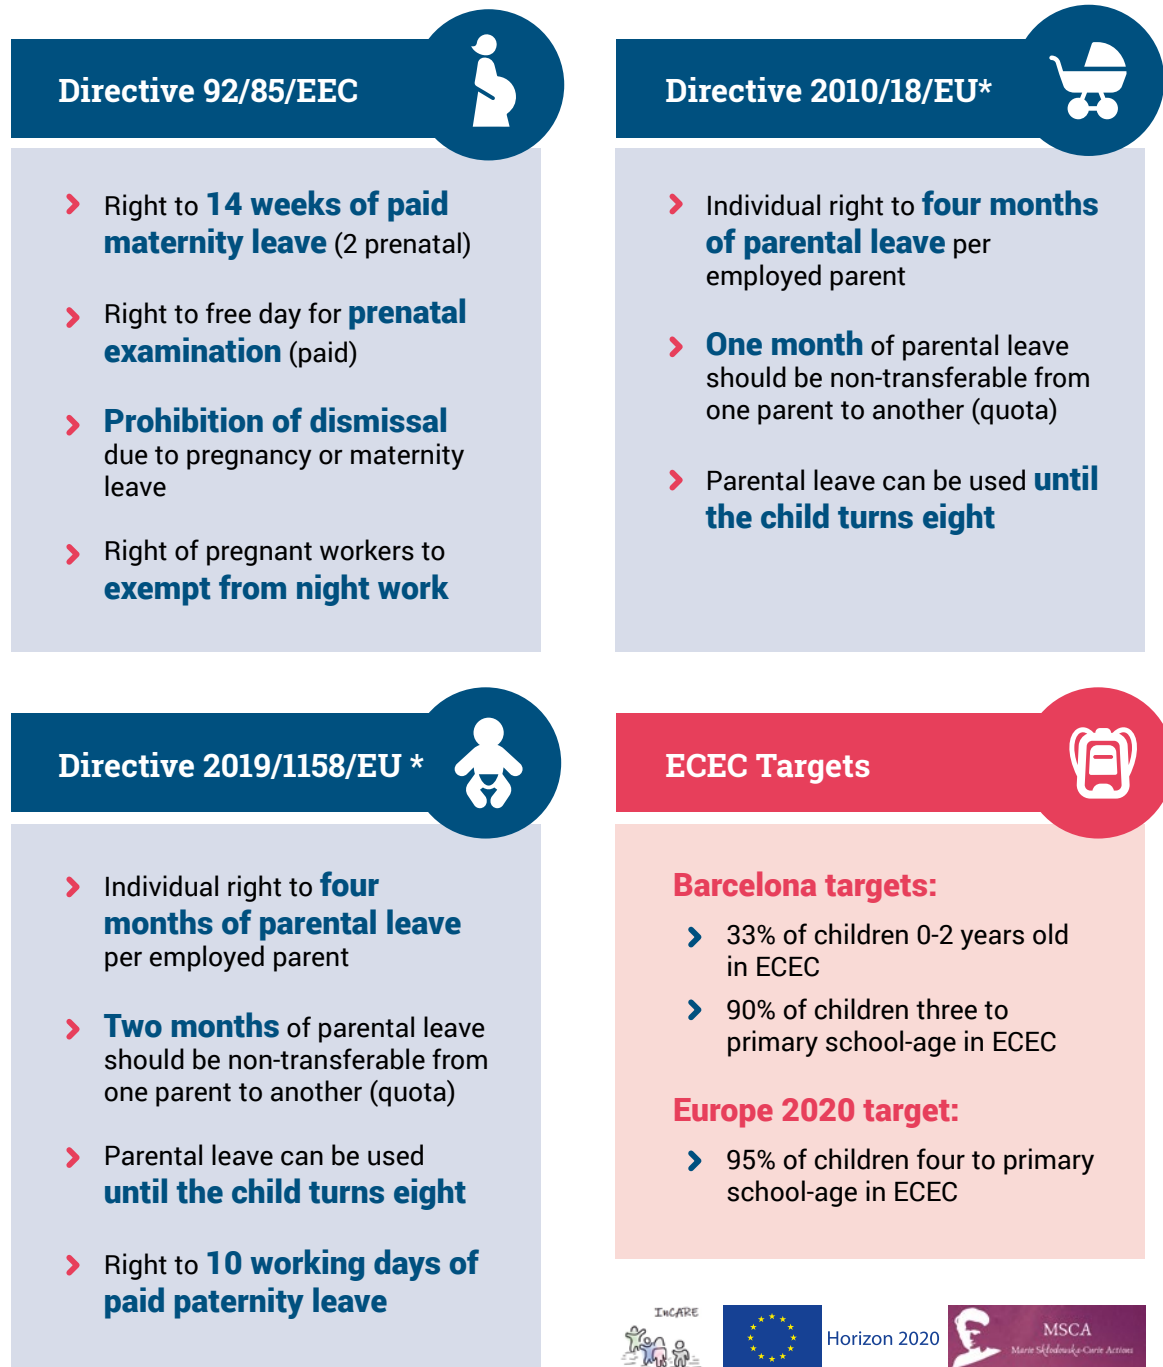 Directive 92/85/EEC
Right to 14 weeks of paid
maternity leave (2 prenatal)
Right to free day for prenatal
examination (paid)
Prohibition of dismissal
due to pregnancy or maternity
leave
Right of pregnant workers to
exempt from night work
Directive 2010/18/EU*
Individual right to four months
of parental leave per
employed parent
One month of parental leave
should be non-transferable from
one parent to another (quota)
Parental leave can be used until
the child turns eight
Directive 2019/1158/EU *
Individual right to four
months of parental leave
per employed parent
Two months of parental leave
should be non-transferable from
one parent to another (quota)
Parental leave can be used
until the child turns eight
Right to 10 working days of
paid paternity leave
ECEC Targets
Barcelona targets:
33% of children 0-2 years old
in ECEC
90% of children three to
primary school-age in ECEC
Europe 2020 target:
95% of children four to primary
school-age in ECEC
InCARE
Horizon 2020
MSCA
Marie Skłodowska-Curie Actions